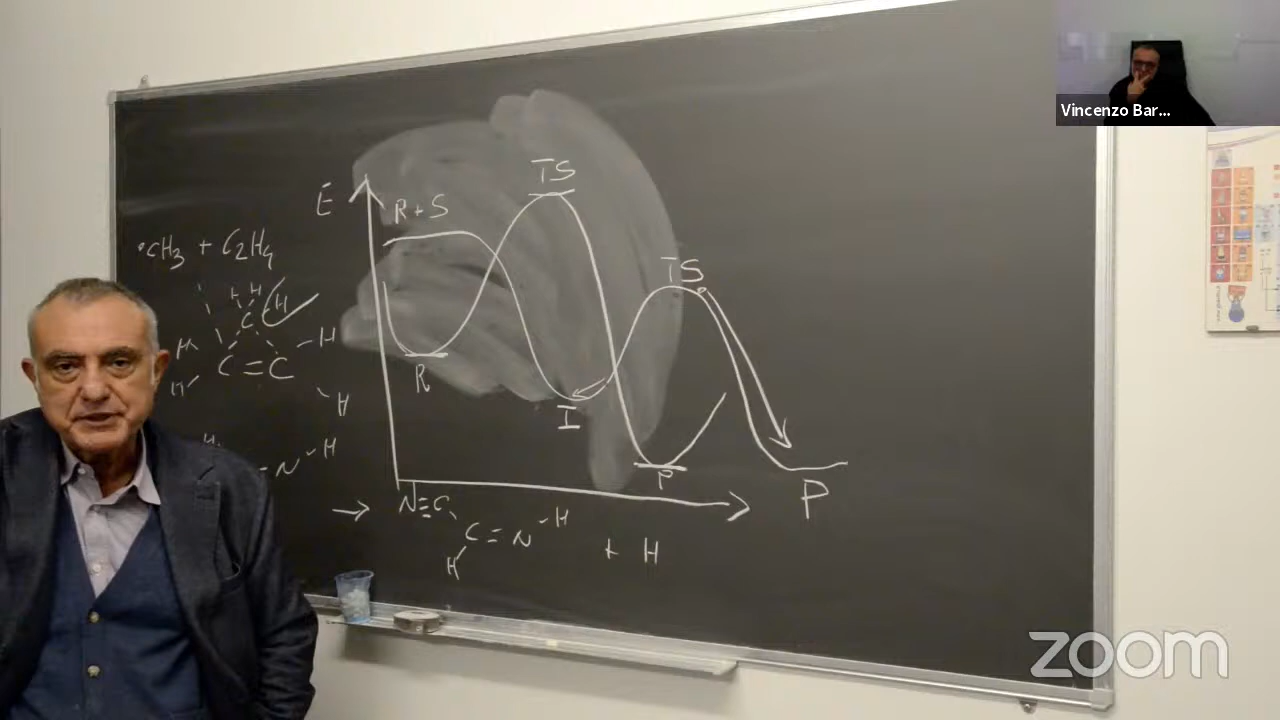 Vincenzo Bar...
TS
E
R + S
•CH3 + C2H4
TS
H H
H
C
H
H
C = C
H
R
I
H
H
N - H
P
P
→ N≡C
C = N - H
H
+ H
zoom